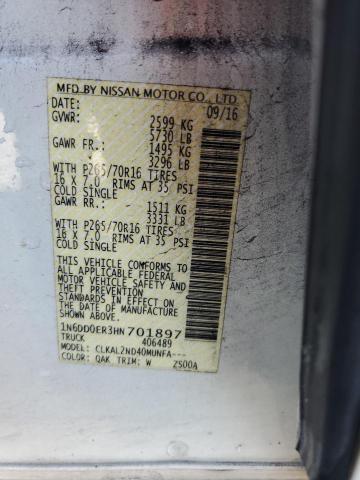 MFD BY NISSAN MOTOR CO., LTD.
DATE: 09/16
GVWR: 2599 KG
5730 LB
GAWR FR.: 1495 KG
3296 LB
WITH P265/70R16 TIRES
16 X 7.0 RIMS AT 35 PSI
COLD SINGLE
GAWR RR.: 1511 KG
3331 LB
WITH P265/70R16 TIRES
16 X 7.0 RIMS AT 35 PSI
COLD SINGLE
THIS VEHICLE CONFORMS TO
ALL APPLICABLE FEDERAL
MOTOR VEHICLE SAFETY
STANDARDS IN EFFECT ON
THE DATE OF MANUFACTURE
SHOWN ABOVE.
1N6DD0ER3HN701897
TRUCK 406489
MODEL: CLKAL2ND40MUNFA---
COLOR: QAK TRIM: W 2500A